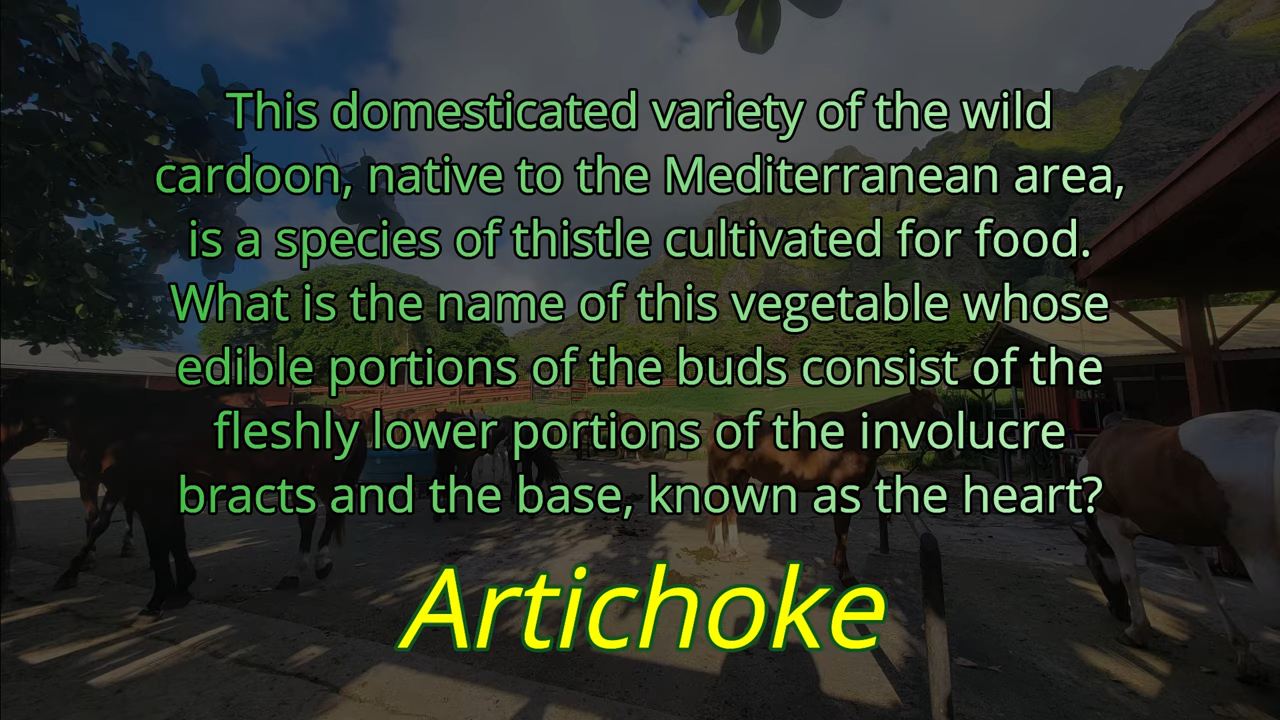 This domesticated variety of the wild
cardoon, native to the Mediterranean area,
is a species of thistle cultivated for food.
What is the name of this vegetable whose
edible portions of the buds consist of the
fleshly lower portions of the involucre
bracts and the base, known as the heart?
Artichoke